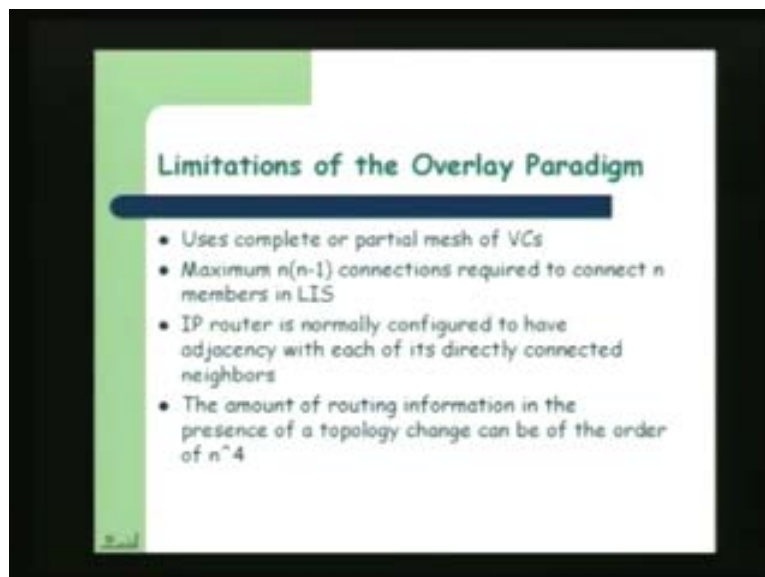 Limitations of the Overlay Paradigm
• Uses complete or partial mesh of VCs
• Maximum n(n-1) connections required to connect n
members in LIS
• IP router is normally configured to have
adjacency with each of its directly connected
neighbors
• The amount of routing information in the
presence of a topology change can be of the order
of n^4